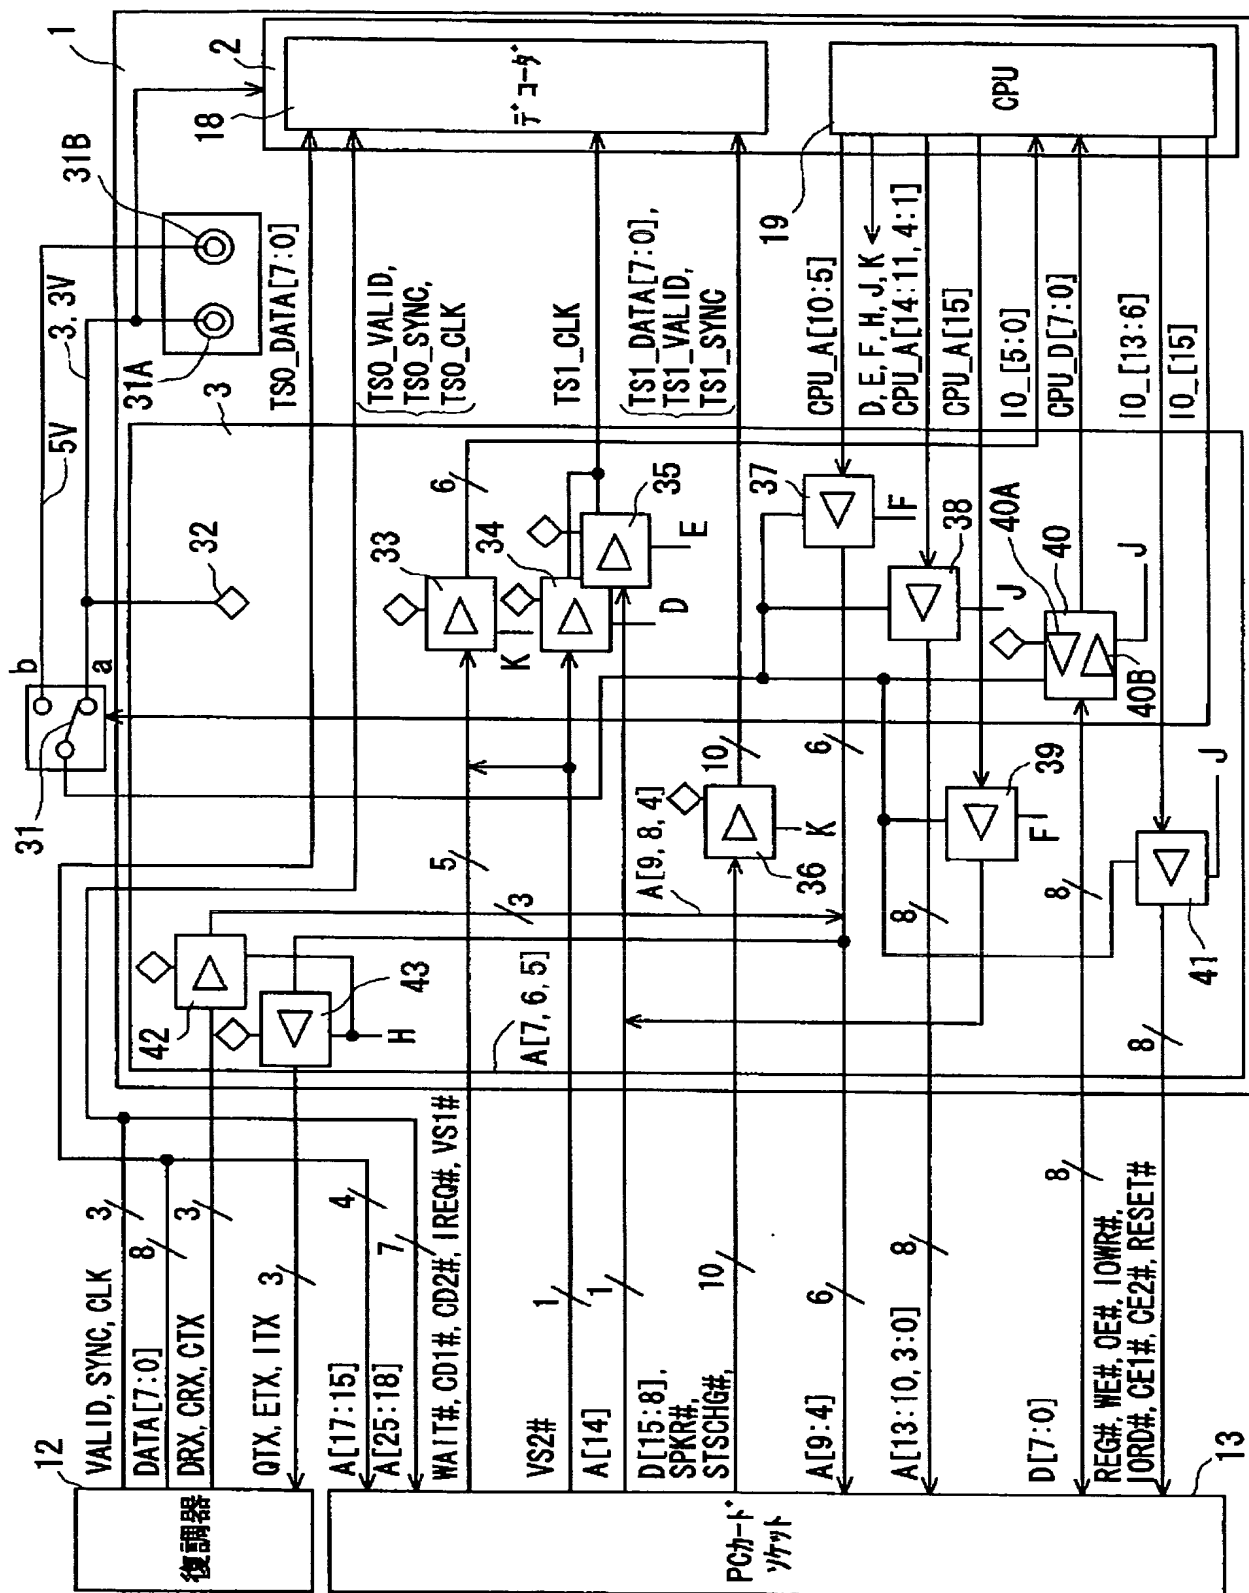 12
復調器
VALID, SYNC, CLK
DATA[7:0]
DRX, CRX, CTX
QTX, ETX, ITX
A[17:15]
A[25:18]
WAIT#, CD1#, CD2#, IREQ#, VS1#
VS2#
A[14]
D[15:8],
SPKR#,
STSCHG#,
A[9:4]
A[13:10, 3:0]
D[7:0]
REG#, WE#, OE#, IOWR#,
IORD#, CE1#, CE2#, RESET#
PCカード
ソケット
13
3
8
3
3
4
7
1
1
10
6
8
8
8
42
43
H
A[7, 6, 5]
5
3
A[9, 8, 4]
10
6
8
8
31
b
a
5V
3.3V
32
33
K
34
D
35
E
6
36
K
37
F
38
J
39
F
40A
40
40B
J
41
J
31A
31B
3
1
2
18
デコーダ
19
CPU
TS0_DATA[7:0]
TS0_VALID,
TS0_SYNC,
TS0_CLK
TS1_CLK
TS1_DATA[7:0],
TS1_VALID,
TS1_SYNC
CPU_A[10:5]
D, E, F, H, J, K
CPU_A[14:11, 4:1]
CPU_A[15]
IO_[5:0]
CPU_D[7:0]
IO_[13:6]
IO_[15]